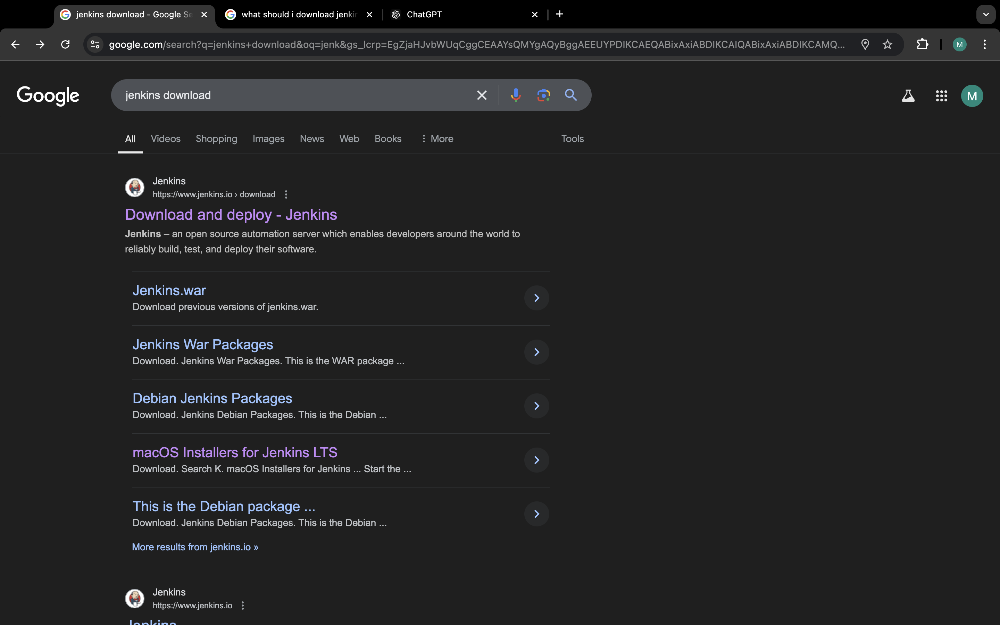 jenkins download - Google Se
what should i download jenkin
ChatGPT
google.com/search?q=jenkins+download&oq=jenk&gs_lcrp=EgZjaHJvbWUqCggCEAAYsQMYgAQyBggAEEUYPDIKCAEQABixAxiABDIKCAIQABixAxiABDIKCAMQ...
M
Google
jenkins download
M
All Videos Shopping Images News Web Books More Tools
Jenkins
https://www.jenkins.io › download
Download and deploy - Jenkins
Jenkins – an open source automation server which enables developers around the world to
reliably build, test, and deploy their software.
Jenkins.war
Download previous versions of jenkins.war.
Jenkins War Packages
Download. Jenkins War Packages. This is the WAR package ...
Debian Jenkins Packages
Download. Jenkins Debian Packages. This is the Debian ...
macOS Installers for Jenkins LTS
Download. Search K. macOS Installers for Jenkins ... Start the ...
This is the Debian package ...
Download. Jenkins Debian Packages. This is the Debian ...
More results from jenkins.io »
Jenkins
https://www.jenkins.io
Jenkins